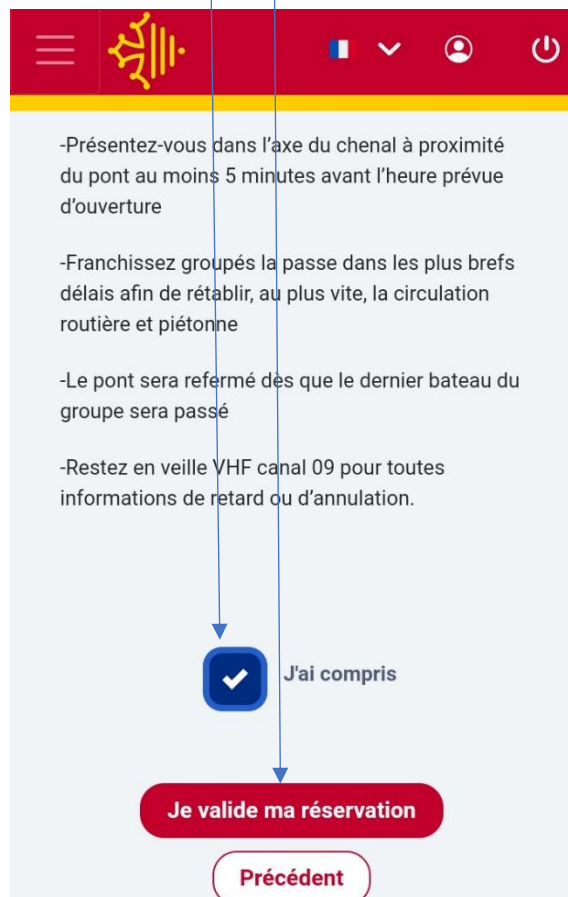 -Présentez-vous dans l'axe du chenal à proximité
du pont au moins 5 minutes avant l'heure prévue
d'ouverture
-Franchissez groupés la passe dans les plus brefs
délais afin de rétablir, au plus vite, la circulation
routière et piétonne
-Le pont sera refermé dès que le dernier bateau du
groupe sera passé
-Restez en veille VHF canal 09 pour toutes
informations de retard ou d'annulation.
J'ai compris
Je valide ma réservation
Précédent